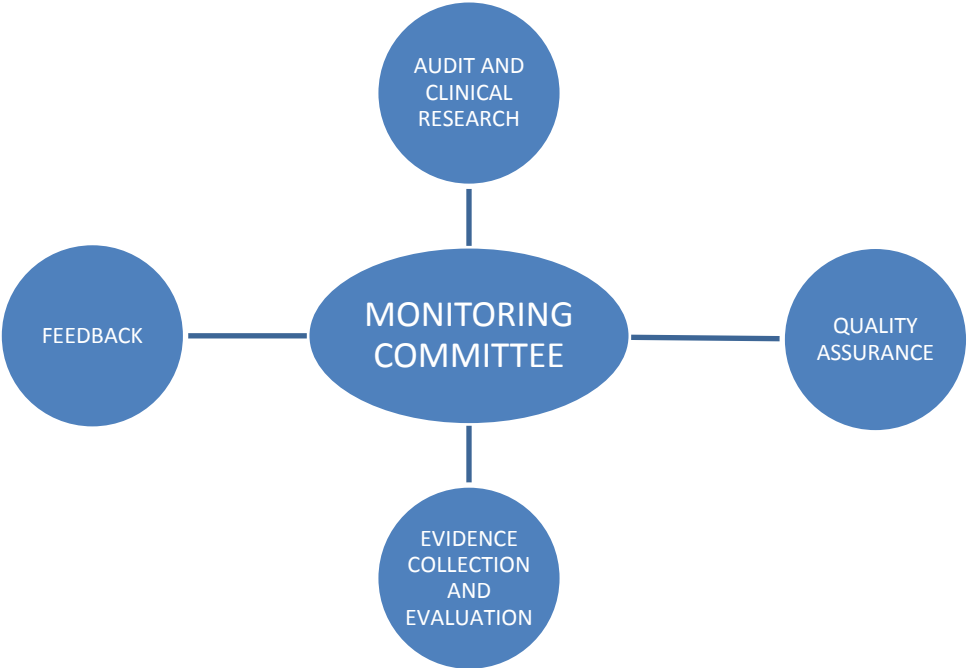 AUDIT AND
CLINICAL
RESEARCH
FEEDBACK
MONITORING
COMMITTEE
QUALITY
ASSURANCE
EVIDENCE
COLLECTION
AND
EVALUATION